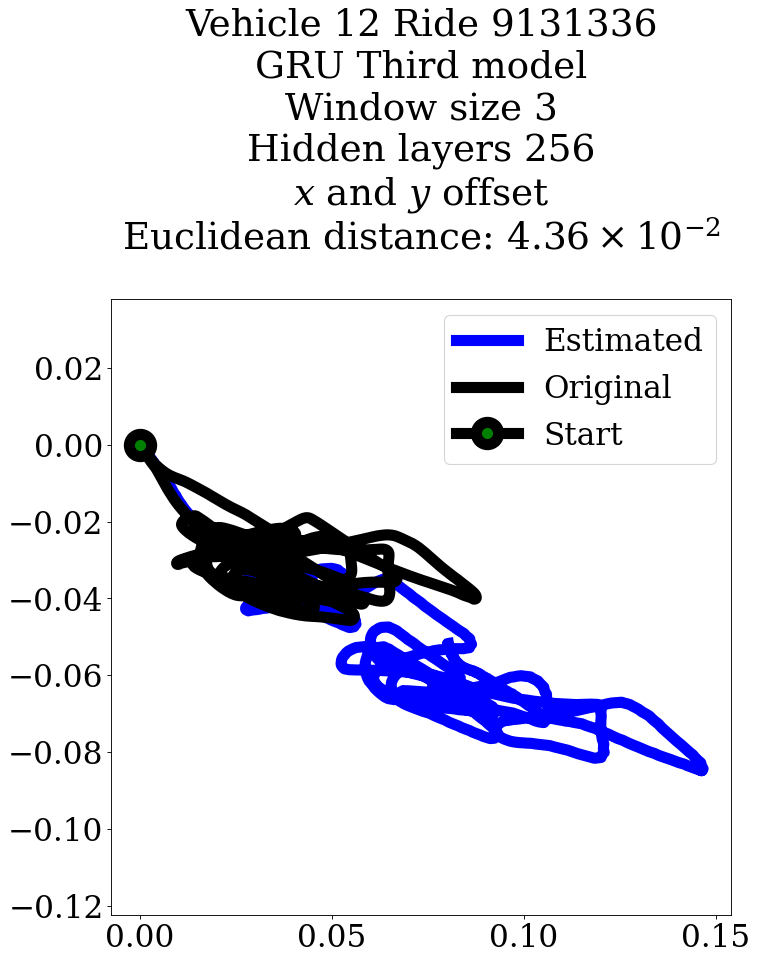 Vehicle 12 Ride 9131336
GRU Third model
Window size 3
Hidden layers 256
x and y offset
Euclidean distance: 4.36 × 10⁻²
Estimated
Original
Start
0.02
0.00
−0.02
−0.04
−0.06
−0.08
−0.10
−0.12
0.00 0.05 0.10 0.15